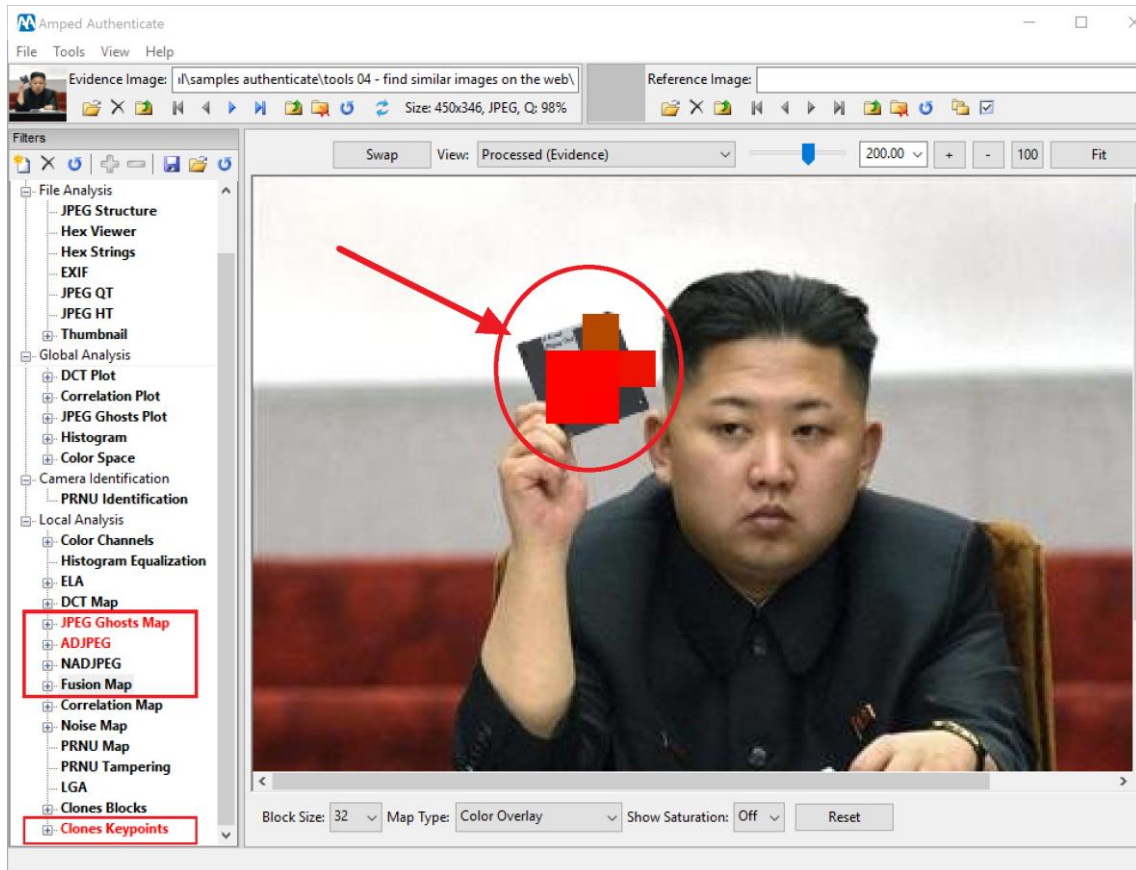 Amped Authenticate
File Tools View Help
Evidence Image: ıl\samples authenticate\tools 04 - find similar images on the web\
Reference Image:
Size: 450x346, JPEG, Q: 98%
Filters
Swap View: Processed (Evidence) 200.00 + - 100 Fit
File Analysis
JPEG Structure
Hex Viewer
Hex Strings
EXIF
JPEG QT
JPEG HT
Thumbnail
Global Analysis
DCT Plot
Correlation Plot
JPEG Ghosts Plot
Histogram
Color Space
Camera Identification
PRNU Identification
Local Analysis
Color Channels
Histogram Equalization
ELA
DCT Map
JPEG Ghosts Map
ADJPEG
NADJPEG
Fusion Map
Correlation Map
Noise Map
PRNU Map
PRNU Tampering
LGA
Clones Blocks
Clones Keypoints
Block Size: 32 Map Type: Color Overlay Show Saturation: Off Reset